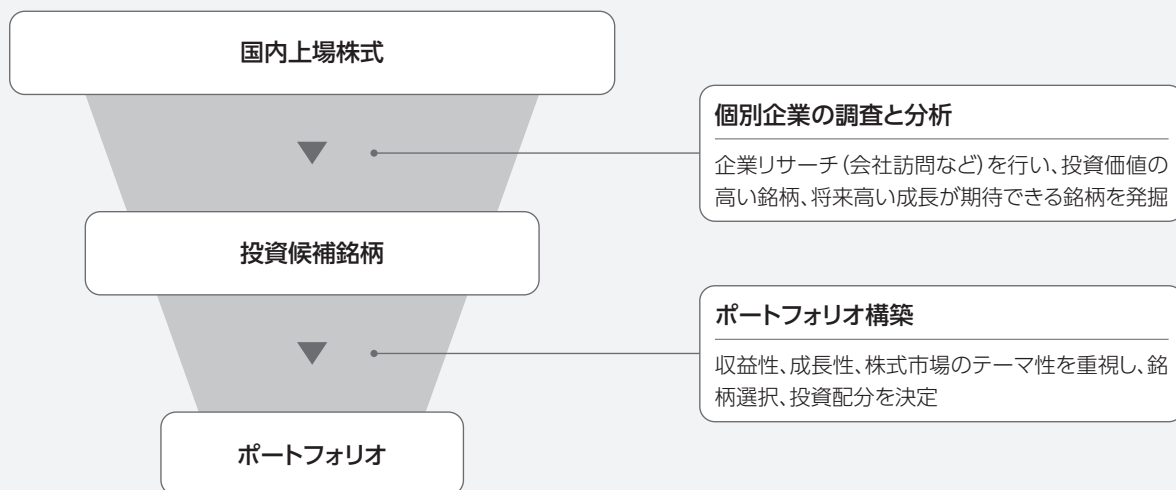 国内上場株式
個別企業の調査と分析
企業リサーチ(会社訪問など)を行い、投資価値の
高い銘柄、将来高い成長が期待できる銘柄を発掘
投資候補銘柄
ポートフォリオ構築
収益性、成長性、株式市場のテーマ性を重視し、銘
柄選択、投資配分を決定
ポートフォリオ